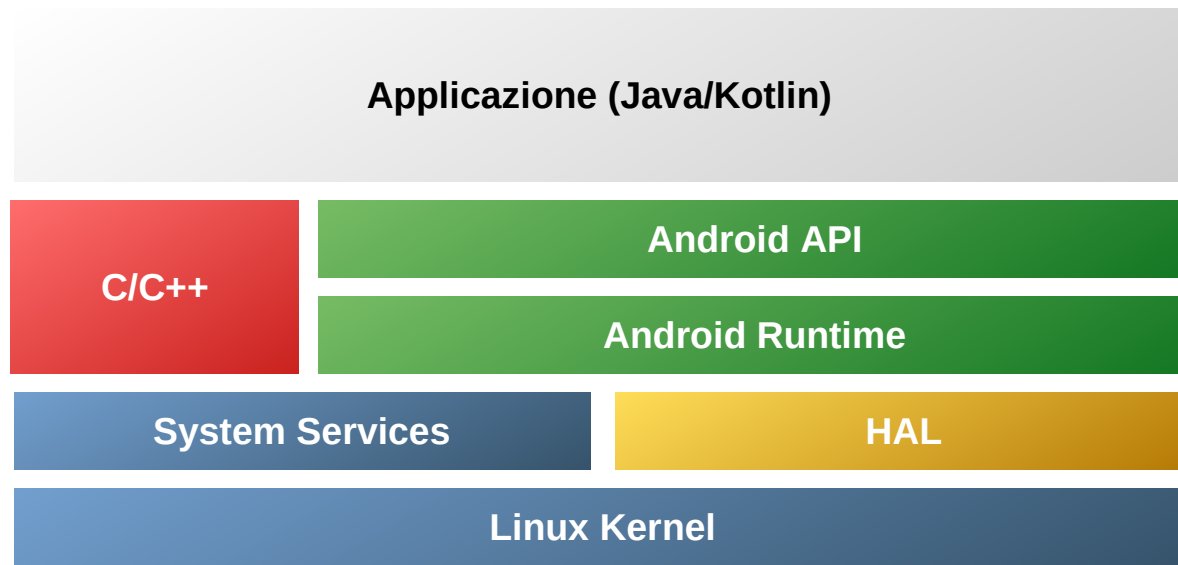 Applicazione (Java/Kotlin)
C/C++
Android API
Android Runtime
System Services
HAL
Linux Kernel